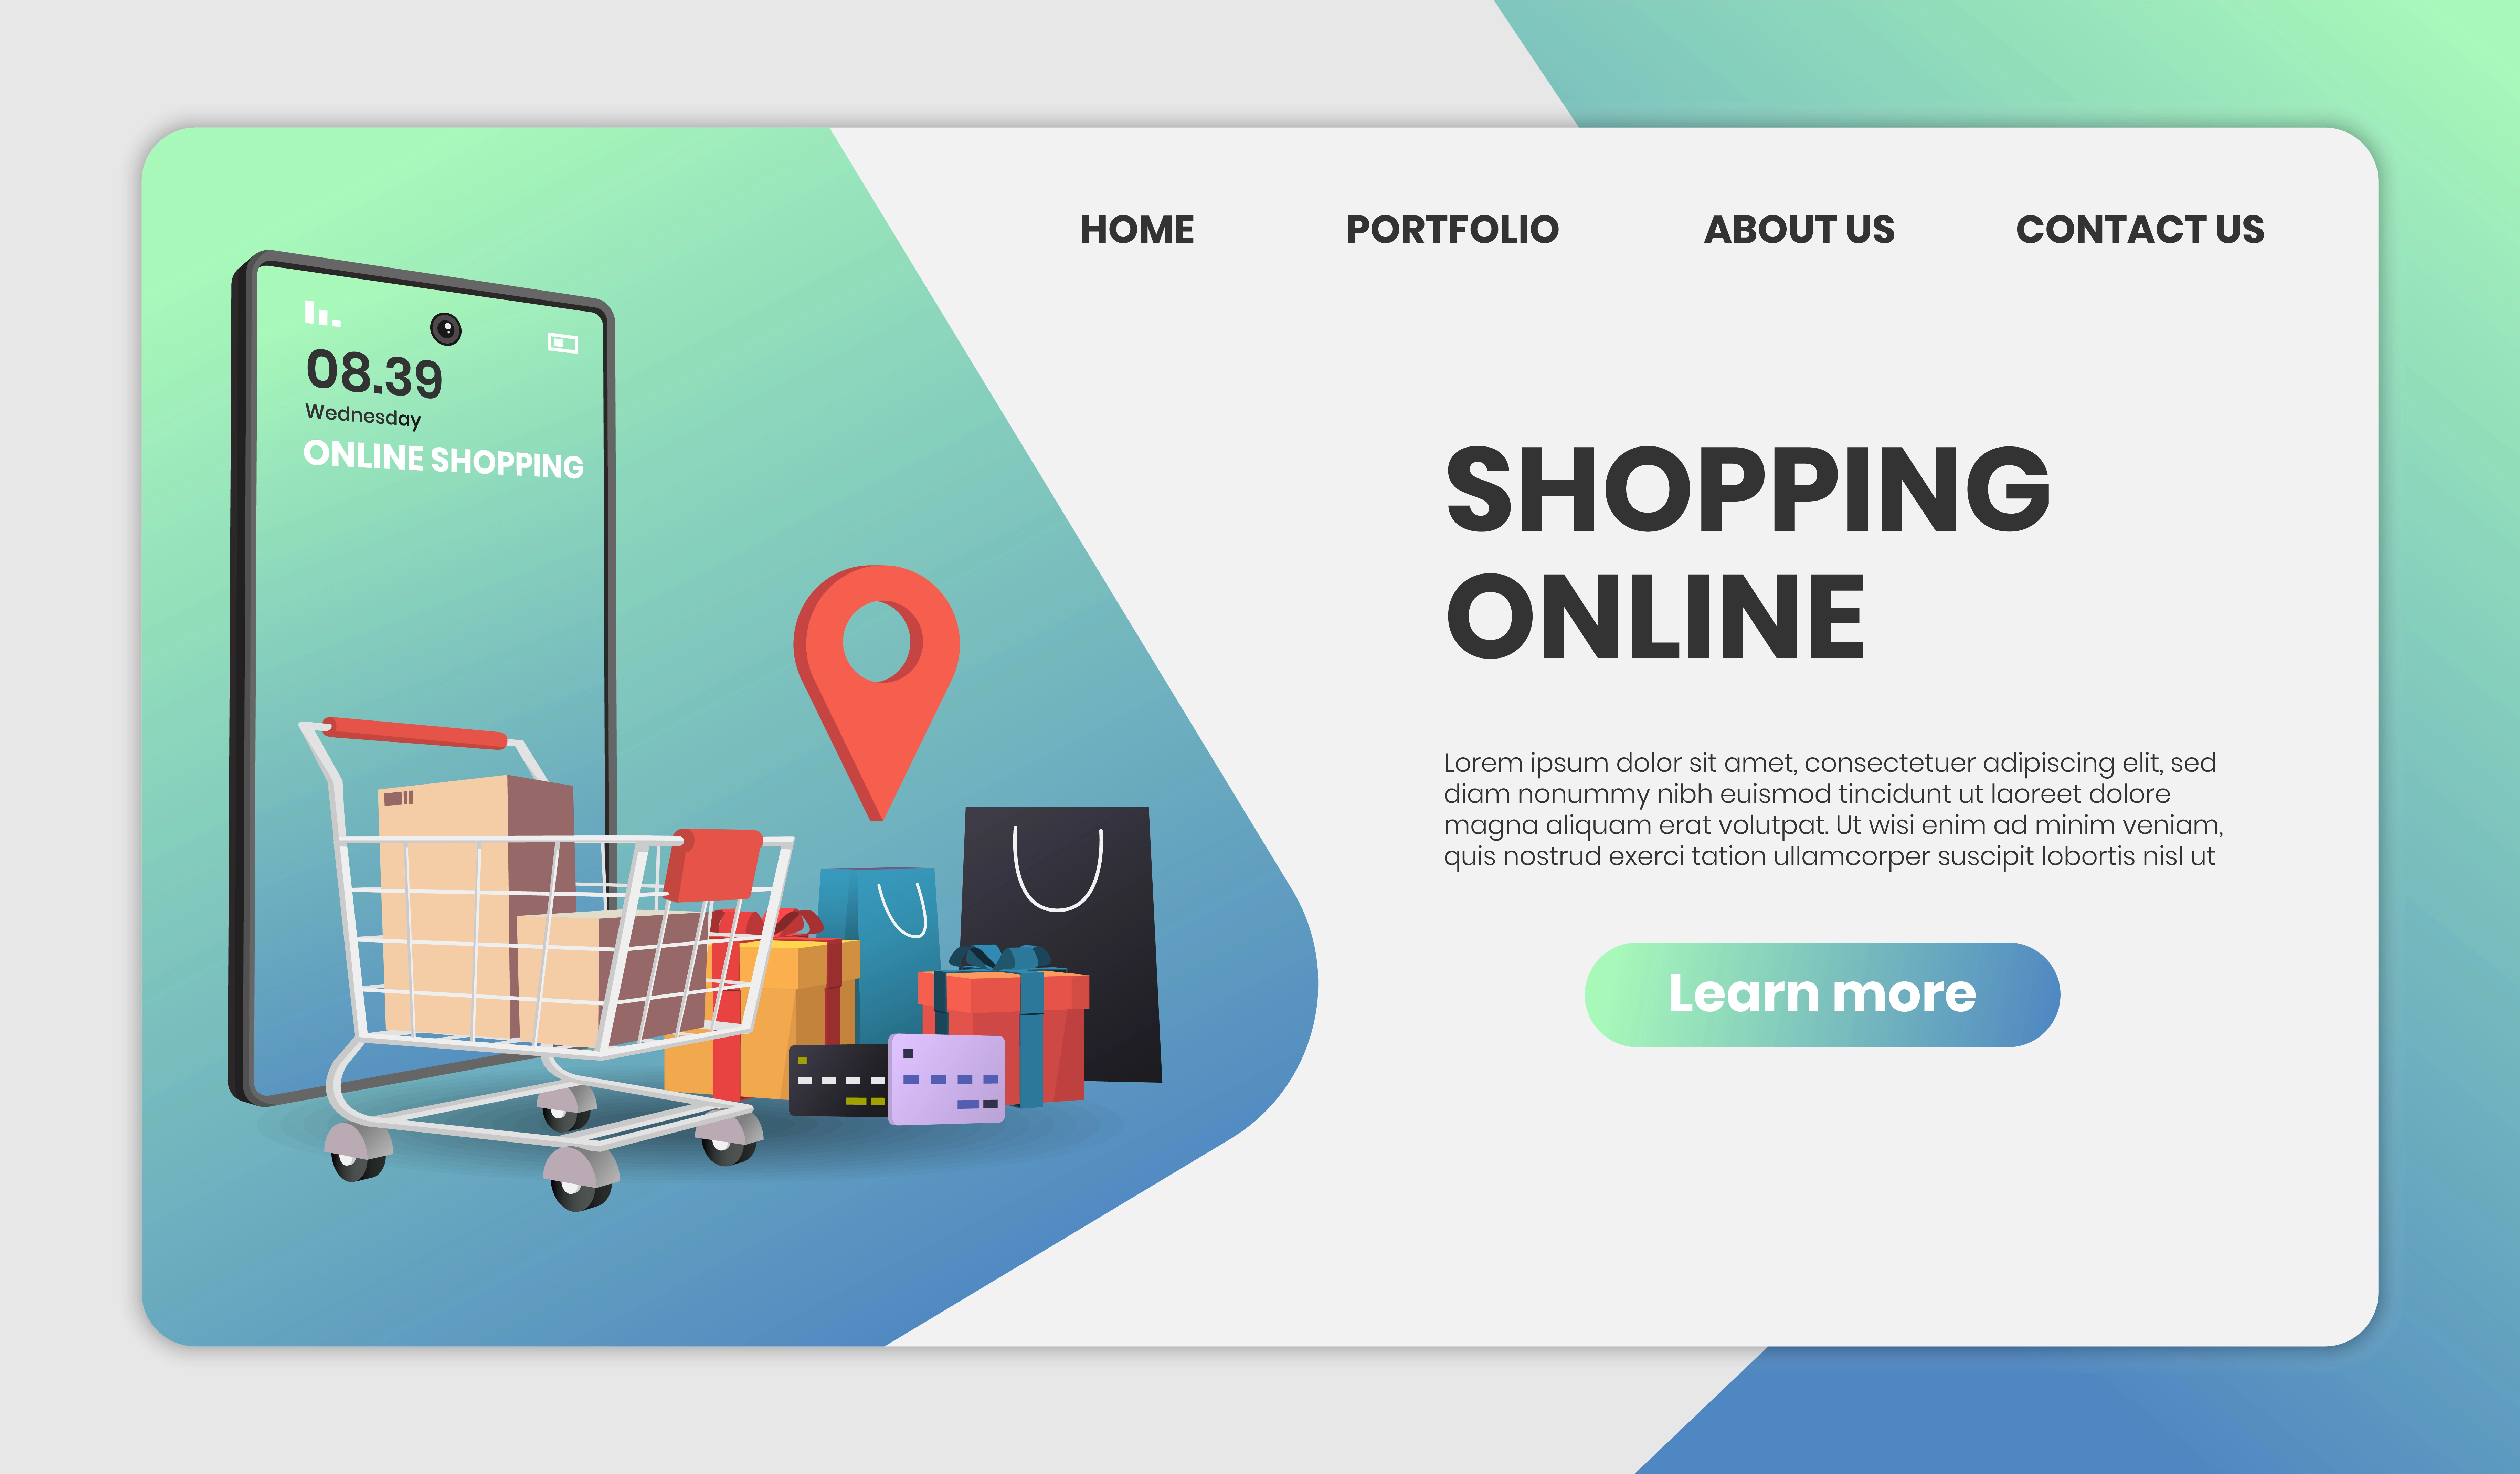 HOME PORTFOLIO ABOUT US CONTACT US
08.39
Wednesday
ONLINE SHOPPING
SHOPPING
ONLINE
Lorem ipsum dolor sit amet, consectetuer adipiscing elit, sed
diam nonummy nibh euismod tincidunt ut laoreet dolore
magna aliquam erat volutpat. Ut wisi enim ad minim veniam,
quis nostrud exerci tation ullamcorper suscipit lobortis nisl ut
Learn more